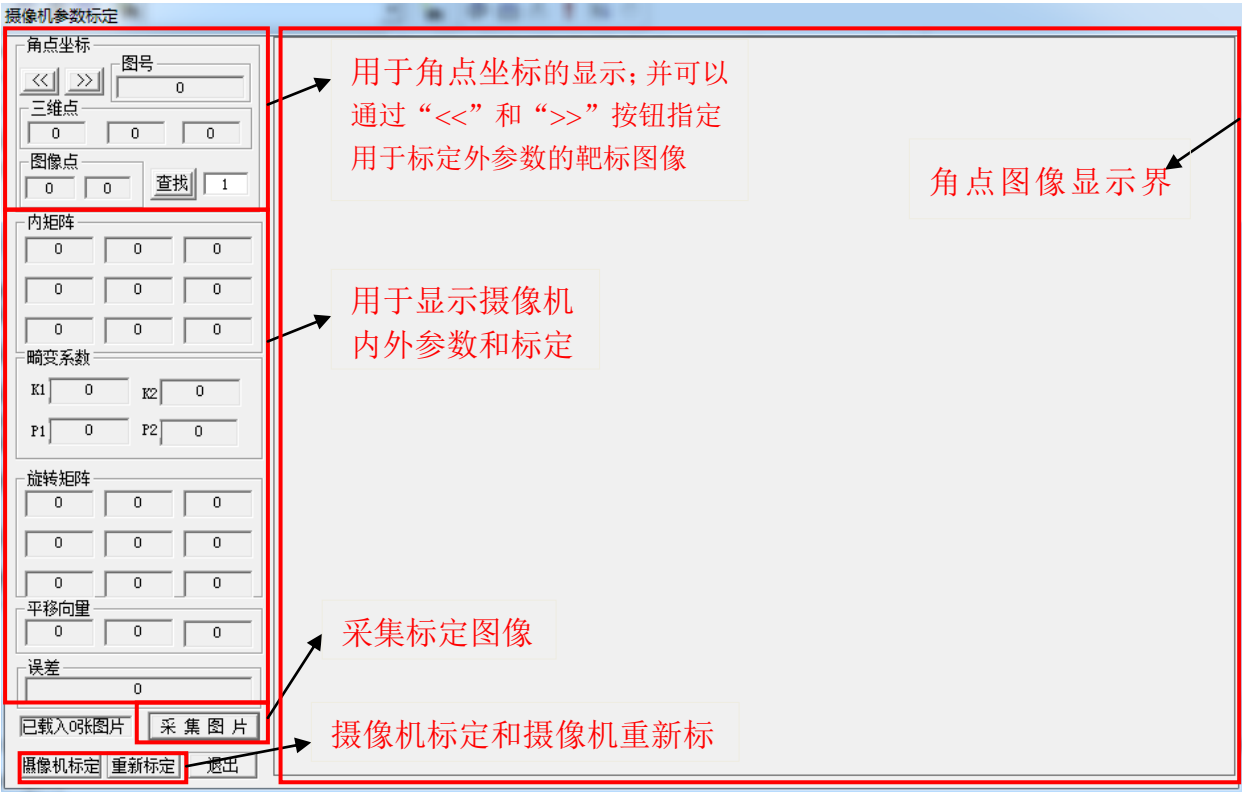 摄像机参数标定
角点坐标
<< >> 图号
0
三维点
0 0 0
图像点
0 0 查找 1
内矩阵
0 0 0
0 0 0
0 0 0
畸变系数
K1 0 K2 0
P1 0 P2 0
旋转矩阵
0 0 0
0 0 0
0 0 0
平移向量
0 0 0
误差
0
已载入0张图片 采集图片
摄像机标定 重新标定 退出
用于角点坐标的显示；并可以
通过“<<”和“>>”按钮指定
用于标定外参数的靶标图像
角点图像显示界
用于显示摄像机
内外参数和标定
采集标定图像
摄像机标定和摄像机重新标